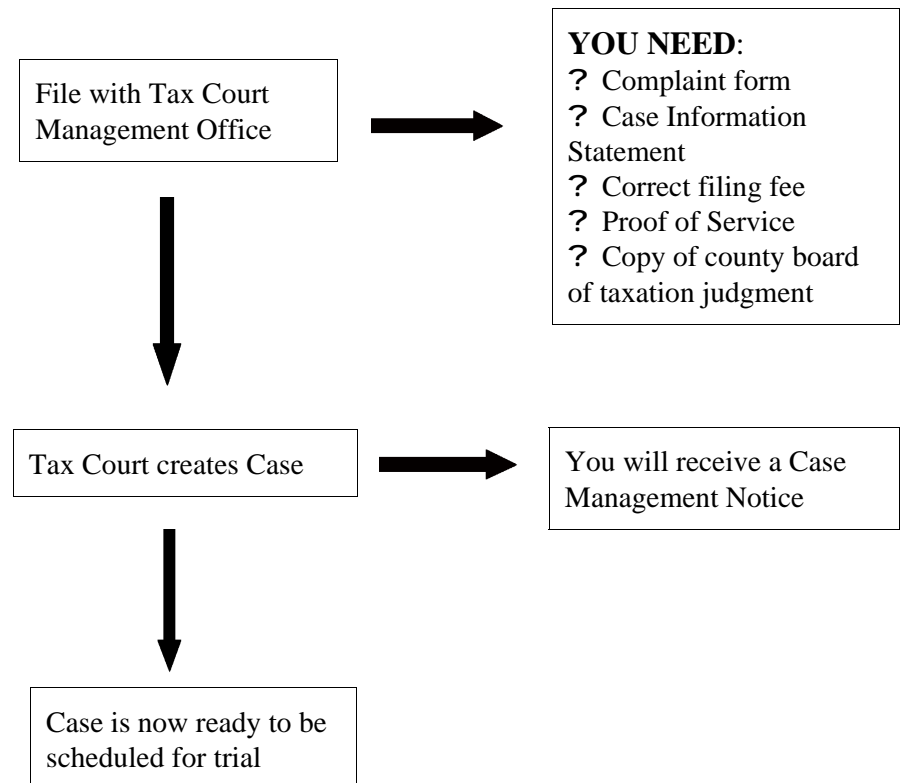 File with Tax Court
Management Office
YOU NEED:
? Complaint form
? Case Information
Statement
? Correct filing fee
? Proof of Service
? Copy of county board
of taxation judgment
Tax Court creates Case
You will receive a Case
Management Notice
Case is now ready to be
scheduled for trial